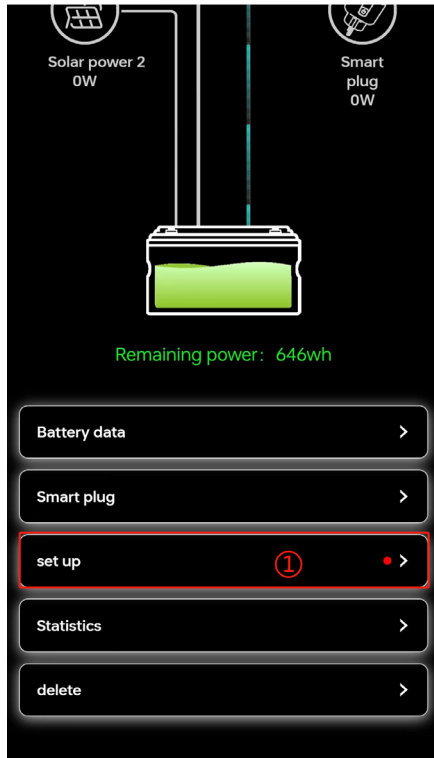 Solar power 2
0W
Smart
plug
0W
Remaining power: 646wh
Battery data
Smart plug
set up
①
Statistics
delete